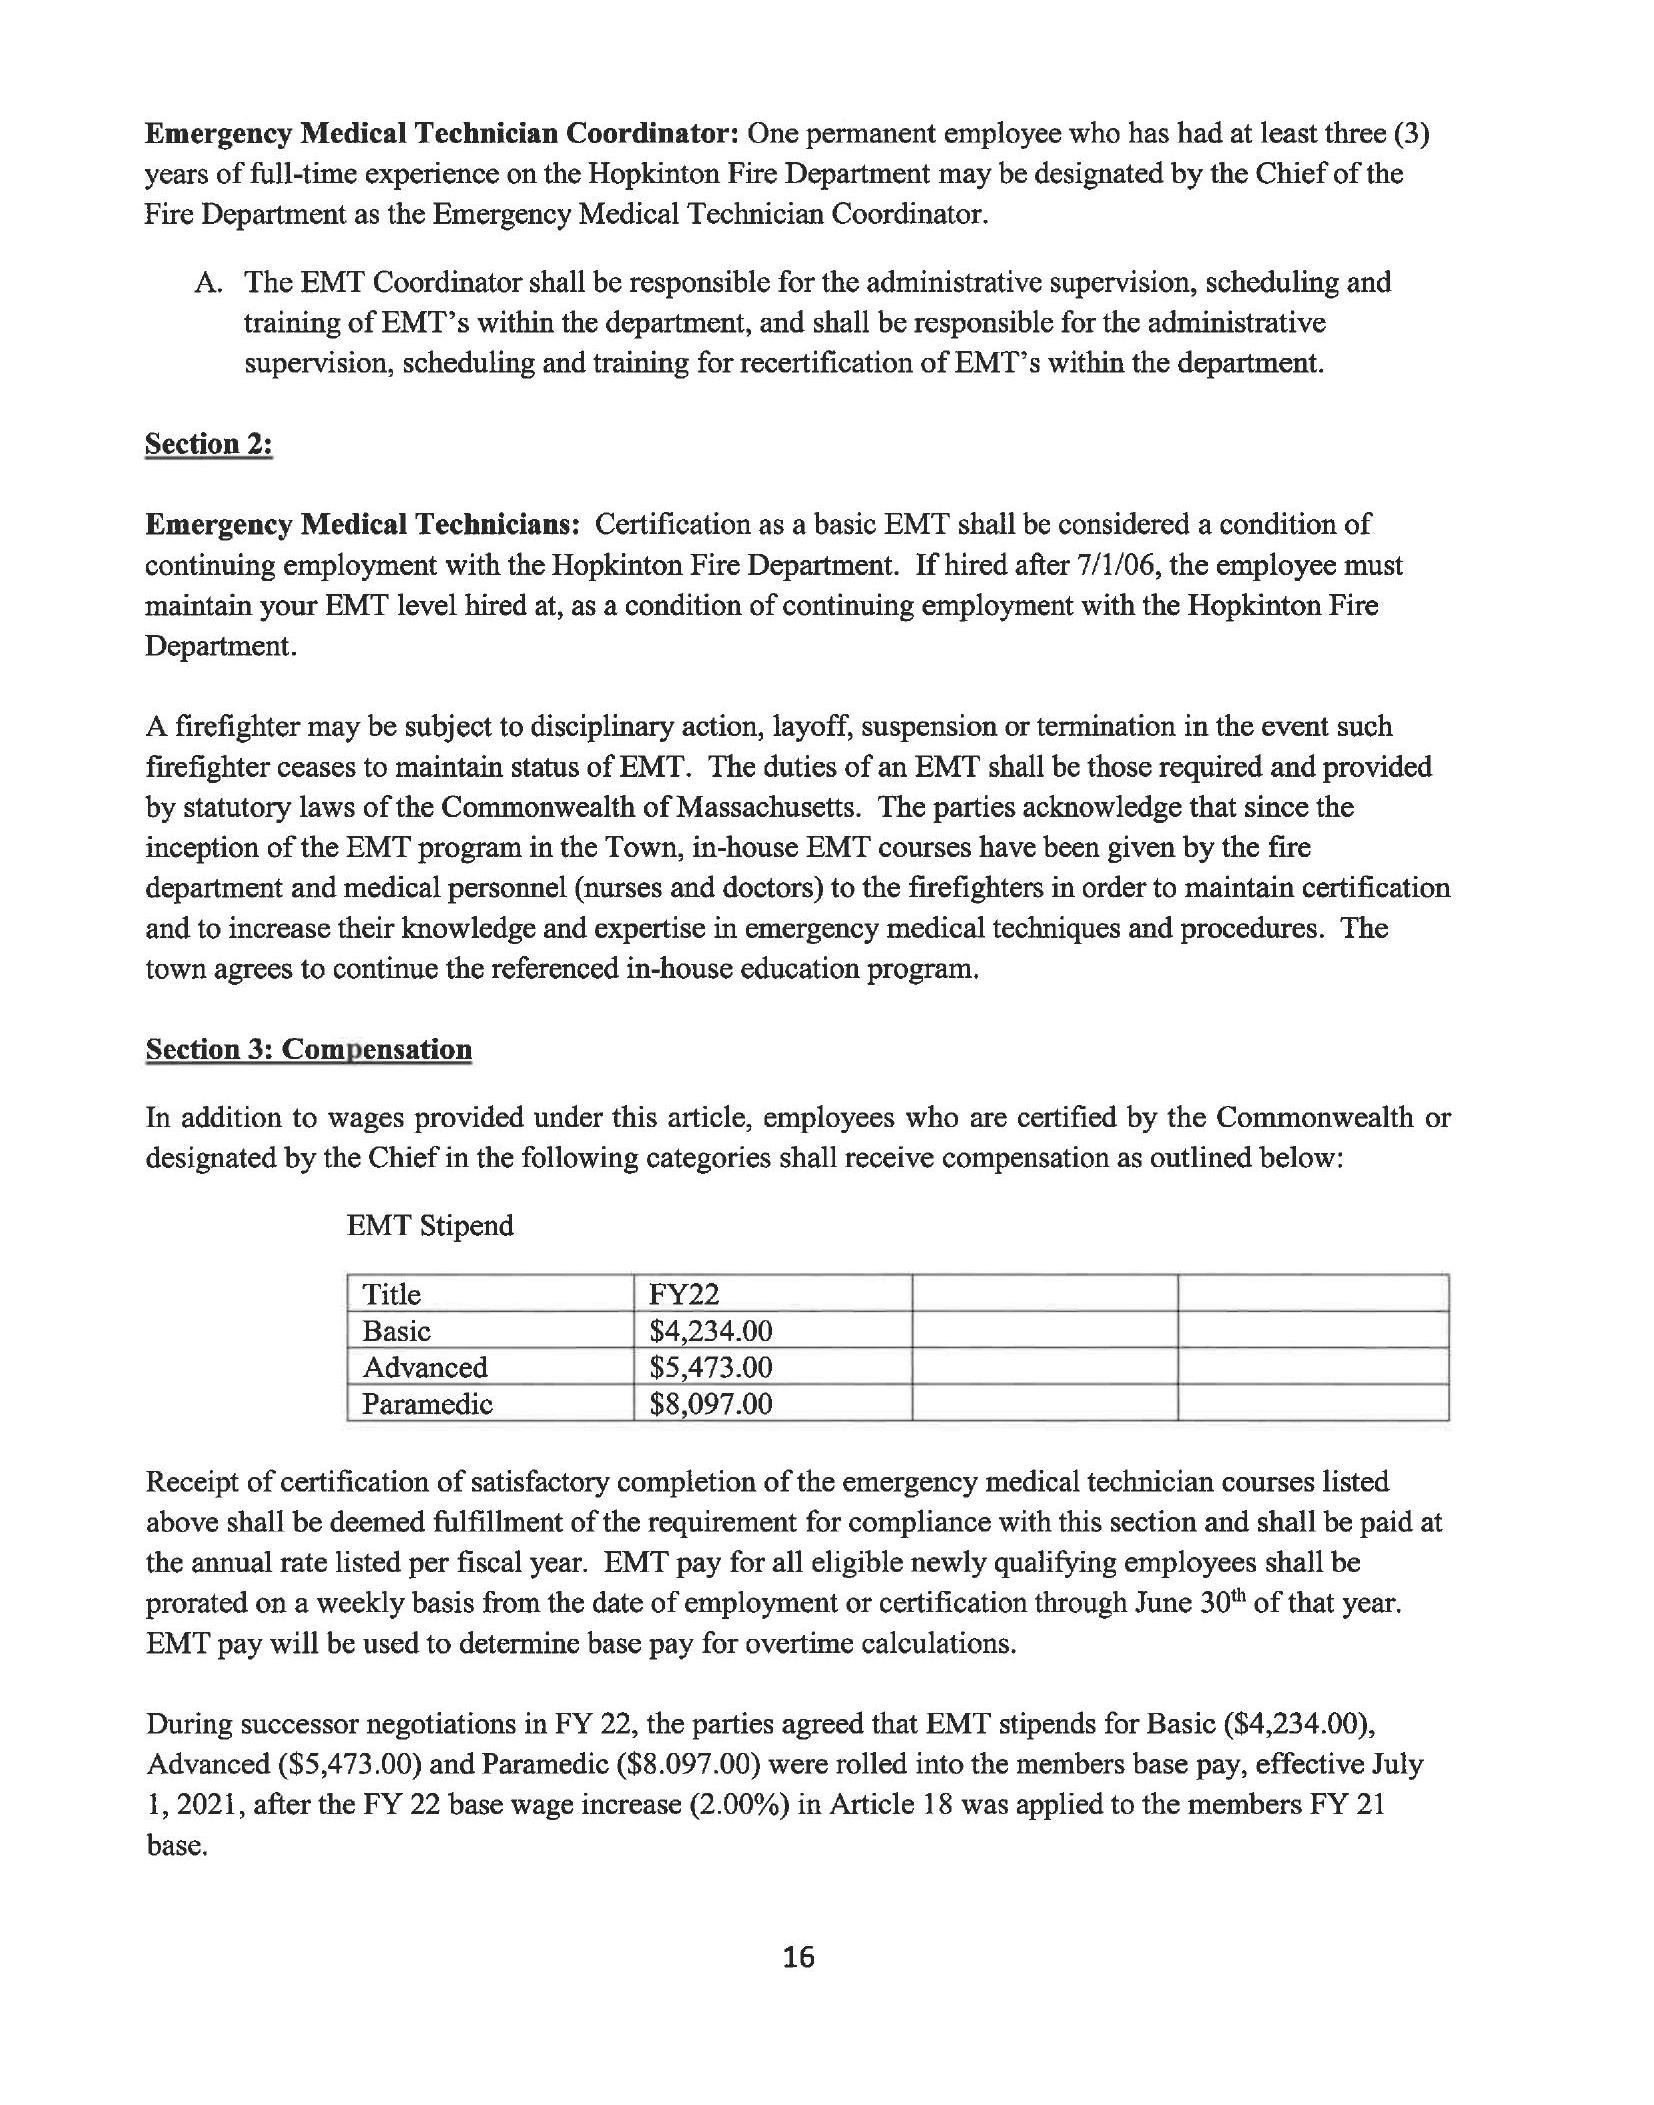 Emergency Medical Technician Coordinator: One permanent employee who has had at least three (3)
years of full-time experience on the Hopkinton Fire Department may be designated by the Chief of the
Fire Department as the Emergency Medical Technician Coordinator.
A. The EMT Coordinator shall be responsible for the administrative supervision, scheduling and
training of EMT's within the department, and shall be responsible for the administrative
supervision, scheduling and training for recertification of EMT's within the department.
Section 2:
Emergency Medical Technicians: Certification as a basic EMT shall be considered a condition of
continuing employment with the Hopkinton Fire Department. If hired after 7/1/06, the employee must
maintain your EMT level hired at, as a condition of continuing employment with the Hopkinton Fire
Department.
A firefighter may be subject to disciplinary action, layoff, suspension or termination in the event such
firefighter ceases to maintain status of EMT. The duties of an EMT shall be those required and provided
by statutory laws of the Commonwealth of Massachusetts. The parties acknowledge that since the
inception of the EMT program in the Town, in-house EMT courses have been given by the fire
department and medical personnel (nurses and doctors) to the firefighters in order to maintain certification
and to increase their knowledge and expertise in emergency medical techniques and procedures. The
town agrees to continue the referenced in-house education program.
Section 3: Compensation
In addition to wages provided under this article, employees who are certified by the Commonwealth or
designated by the Chief in the following categories shall receive compensation as outlined below:
EMT Stipend
Title FY22
Basic $4,234.00
Advanced $5,473.00
Paramedic $8,097.00
Receipt of certification of satisfactory completion of the emergency medical technician courses listed
above shall be deemed fulfillment of the requirement for compliance with this section and shall be paid at
the annual rate listed per fiscal year. EMT pay for all eligible newly qualifying employees shall be
prorated on a weekly basis from the date of employment or certification through June 30th of that year.
EMT pay will be used to determine base pay for overtime calculations.
During successor negotiations in FY 22, the parties agreed that EMT stipends for Basic ($4,234.00),
Advanced ($5,473.00) and Paramedic ($8.097.00) were rolled into the members base pay, effective July
1, 2021, after the FY 22 base wage increase (2.00%) in Article 18 was applied to the members FY 21
base.
16